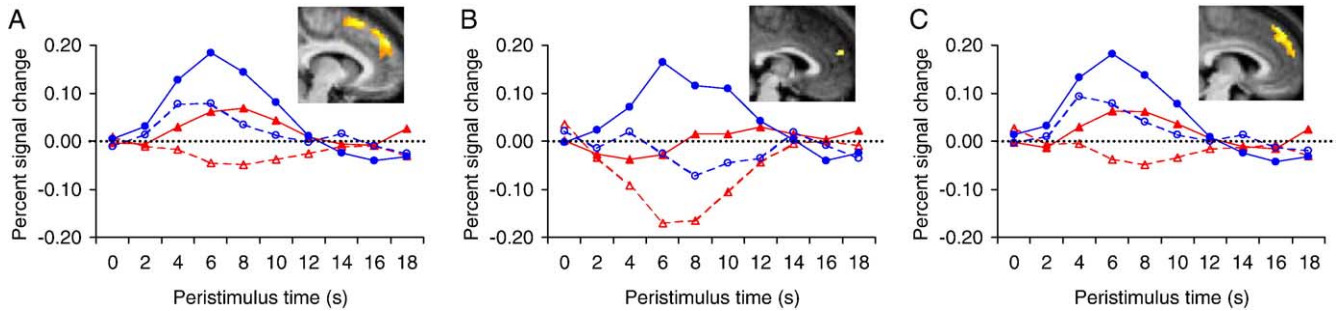 A
Percent signal change
0.20
0.10
0.00
-0.10
-0.20
0 2 4 6 8 10 12 14 16 18
Peristimulus time (s)
B
Percent signal change
0.20
0.10
0.00
-0.10
-0.20
0 2 4 6 8 10 12 14 16 18
Peristimulus time (s)
C
Percent signal change
0.20
0.10
0.00
-0.10
-0.20
0 2 4 6 8 10 12 14 16 18
Peristimulus time (s)